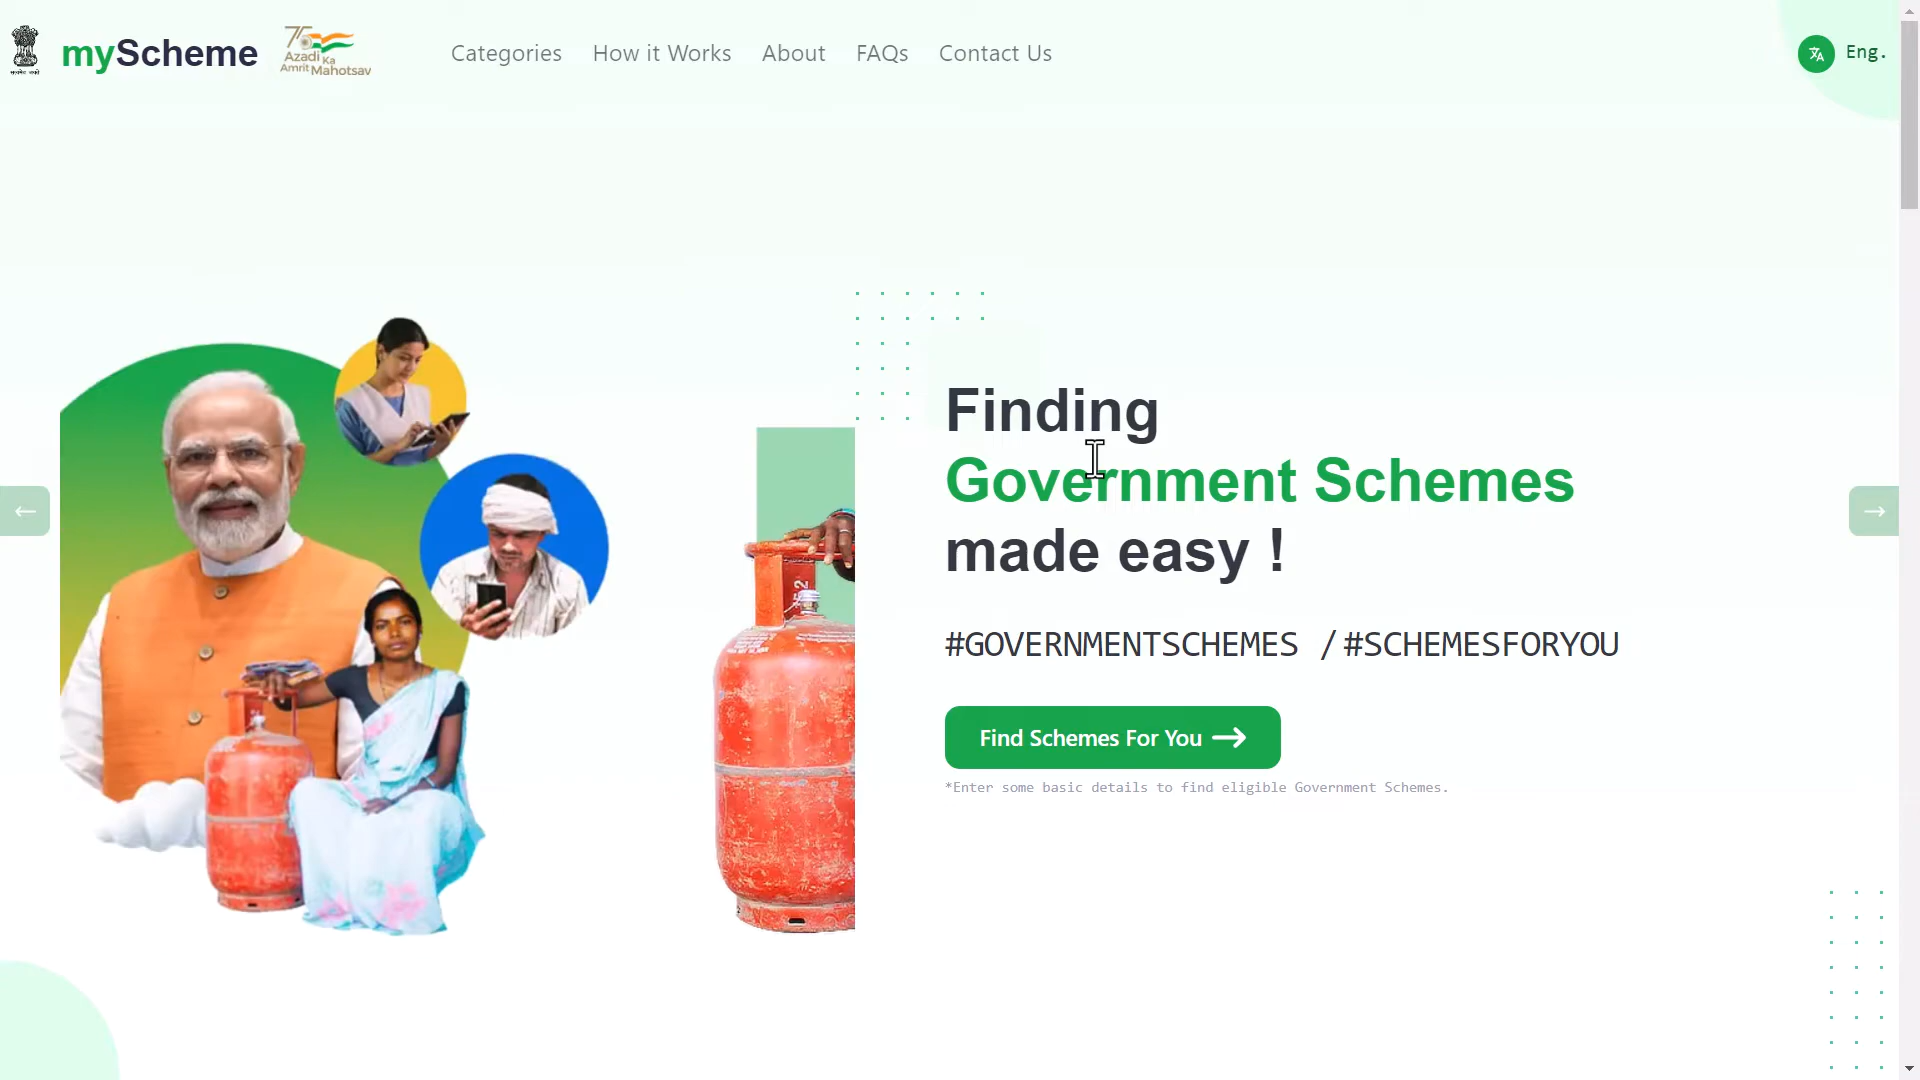 myScheme
Azadi Ka
Amrit Mahotsav
Categories
How it Works
About
FAQs
Contact Us
Eng.
Finding
Government Schemes
made easy !
#GOVERNMENTSCHEMES / #SCHEMESFORYOU
Find Schemes For You
*Enter some basic details to find eligible Government Schemes.